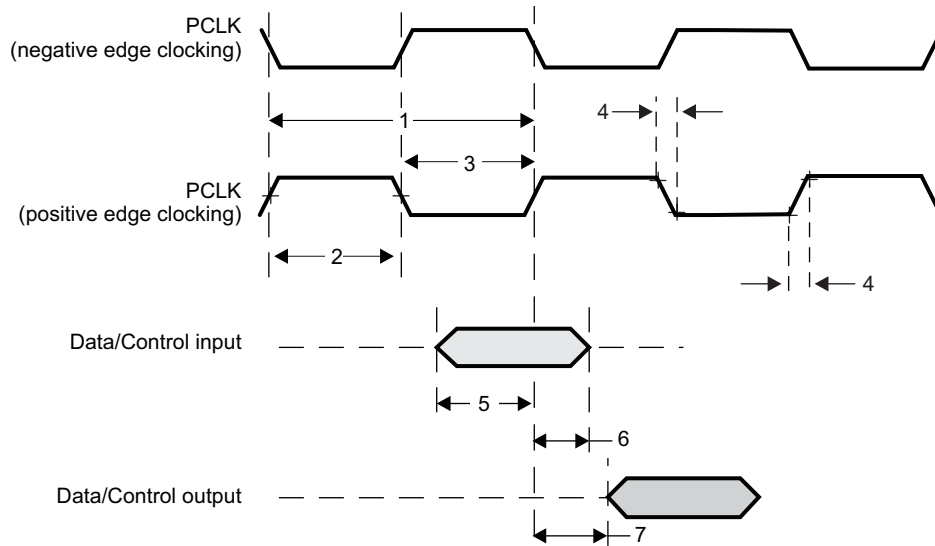 PCLK
(negative edge clocking)
1
4
3
PCLK
(positive edge clocking)
2
4
Data/Control input
5
6
Data/Control output
7